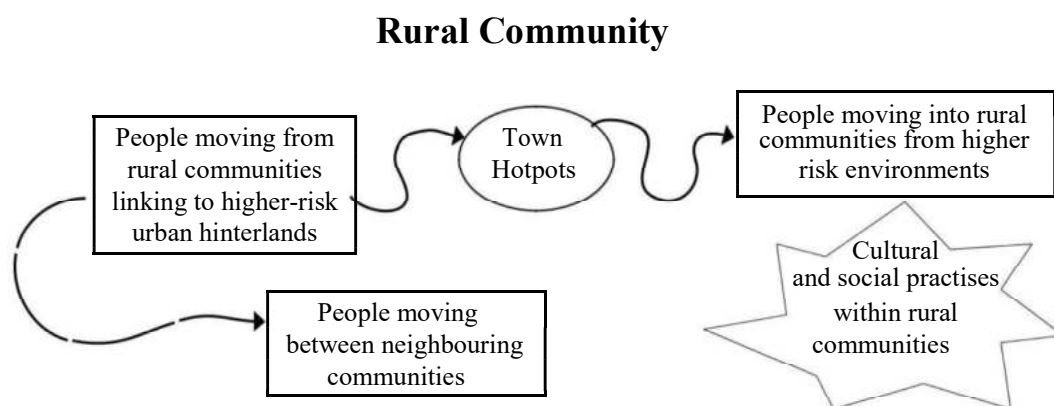 Rural Community
People moving from
rural communities
linking to higher-risk
urban hinterlands
Town
Hotpots
People moving into rural
communities from higher
risk environments
People moving
between neighbouring
communities
Cultural
and social practises
within rural
communities